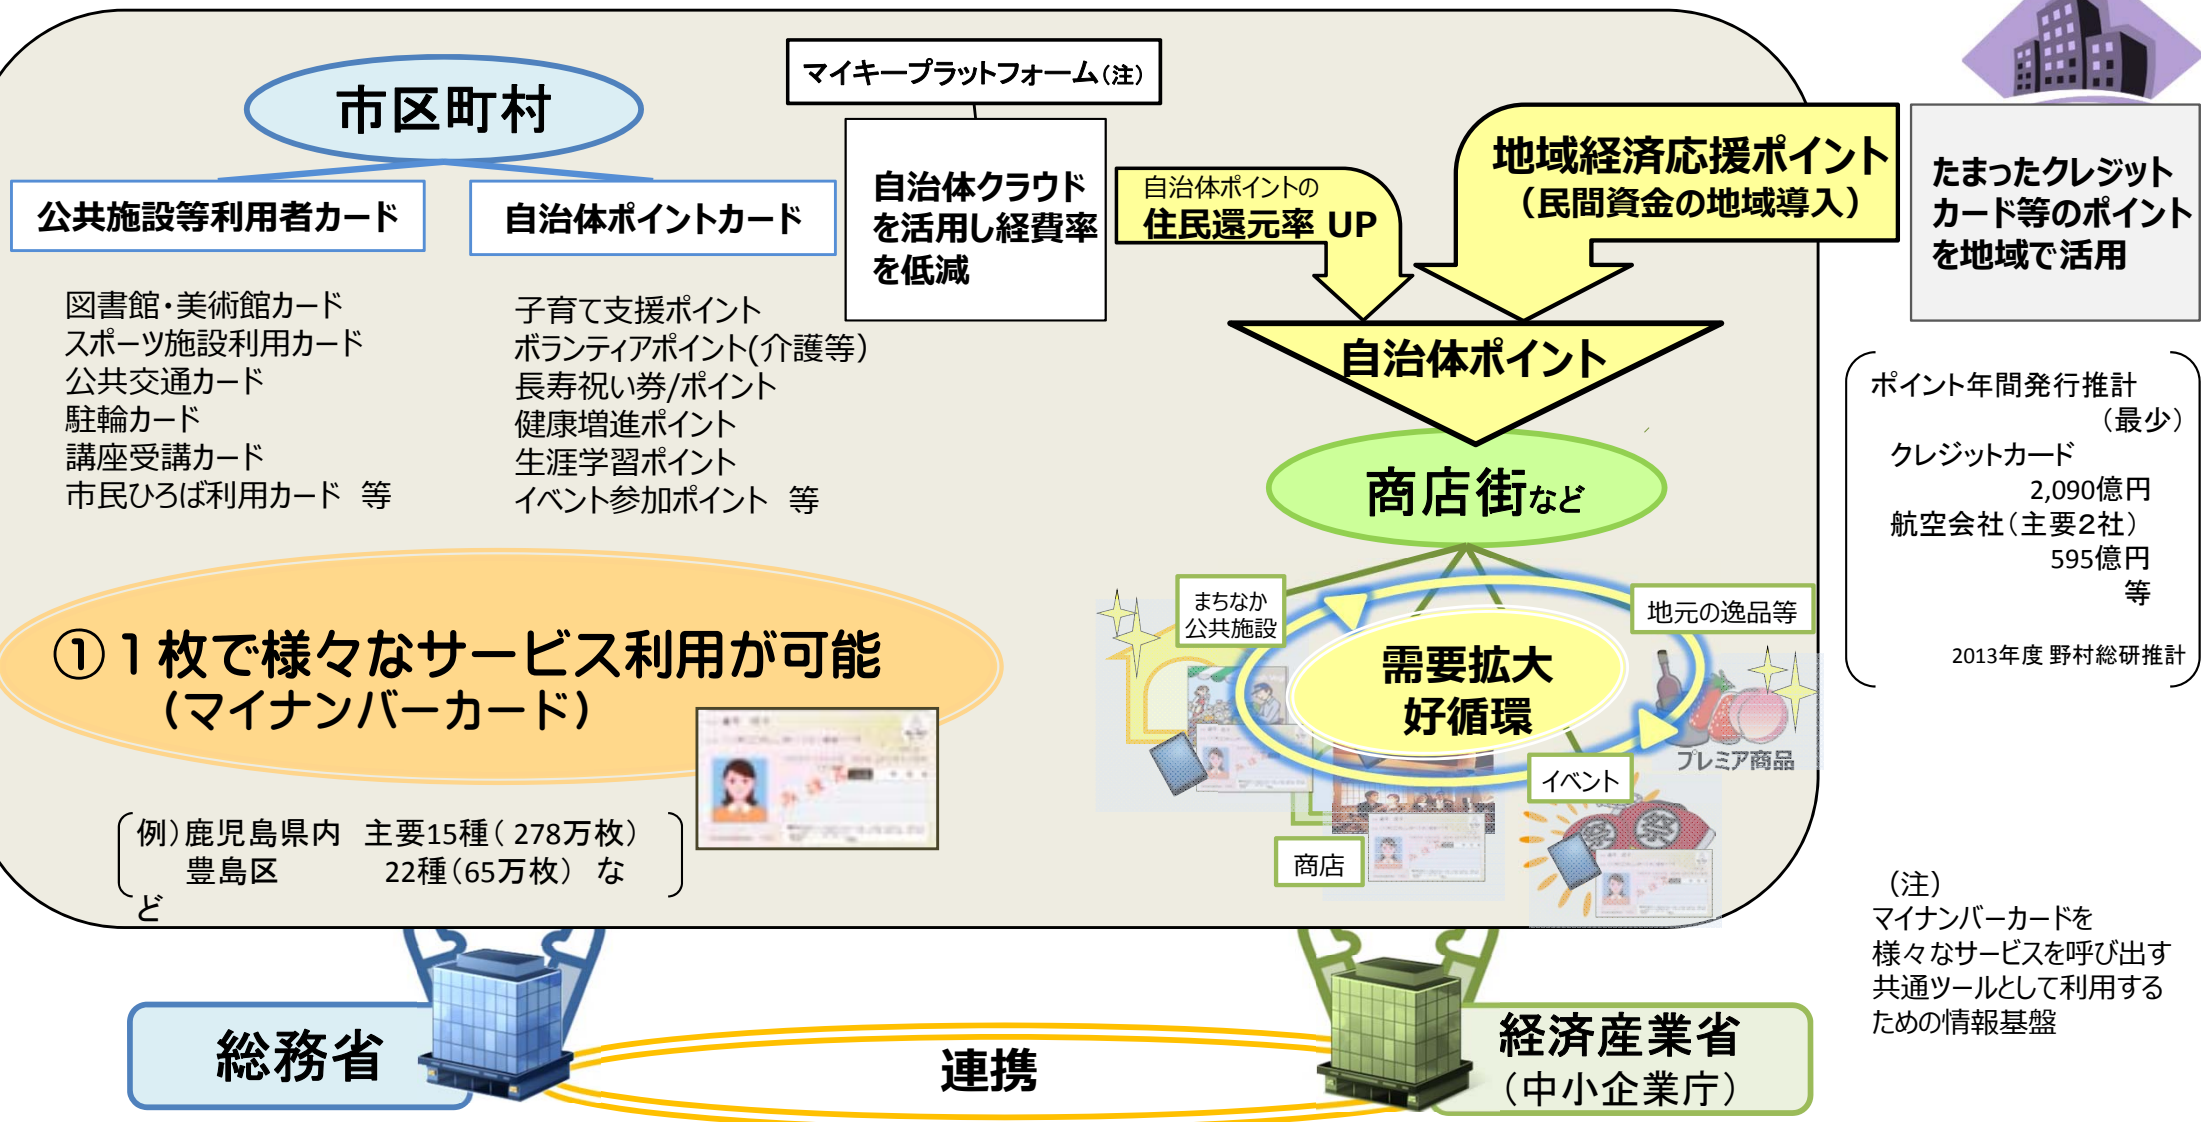 市区町村
公共施設等利用者カード
図書館・美術館カード
スポーツ施設利用カード
公共交通カード
駐輪カード
講座受講カード
市民ひろば利用カード 等
自治体ポイントカード
子育て支援ポイント
ボランティアポイント(介護等)
長寿祝い券/ポイント
健康増進ポイント
生涯学習ポイント
イベント参加ポイント 等
マイキープラットフォーム(注)
自治体クラウド
を活用し経費率
を低減
自治体ポイントの
住民還元率 UP
地域経済応援ポイント
(民間資金の地域導入)
たまったクレジット
カード等のポイント
を地域で活用
自治体ポイント
商店街など
ポイント年間発行推計
(最少)
クレジットカード
2,090億円
航空会社(主要2社)
595億円
等
2013年度 野村総研推計
①1枚で様々なサービス利用が可能
(マイナンバーカード)
例)鹿児島県内 主要15種( 278万枚)
豊島区 22種(65万枚) な
ど
まちなか
公共施設
地元の逸品等
需要拡大
好循環
プレミア商品
イベント
祭
商店
(注)
マイナンバーカードを
様々なサービスを呼び出す
共通ツールとして利用する
ための情報基盤
総務省
連携
経済産業省
(中小企業庁)